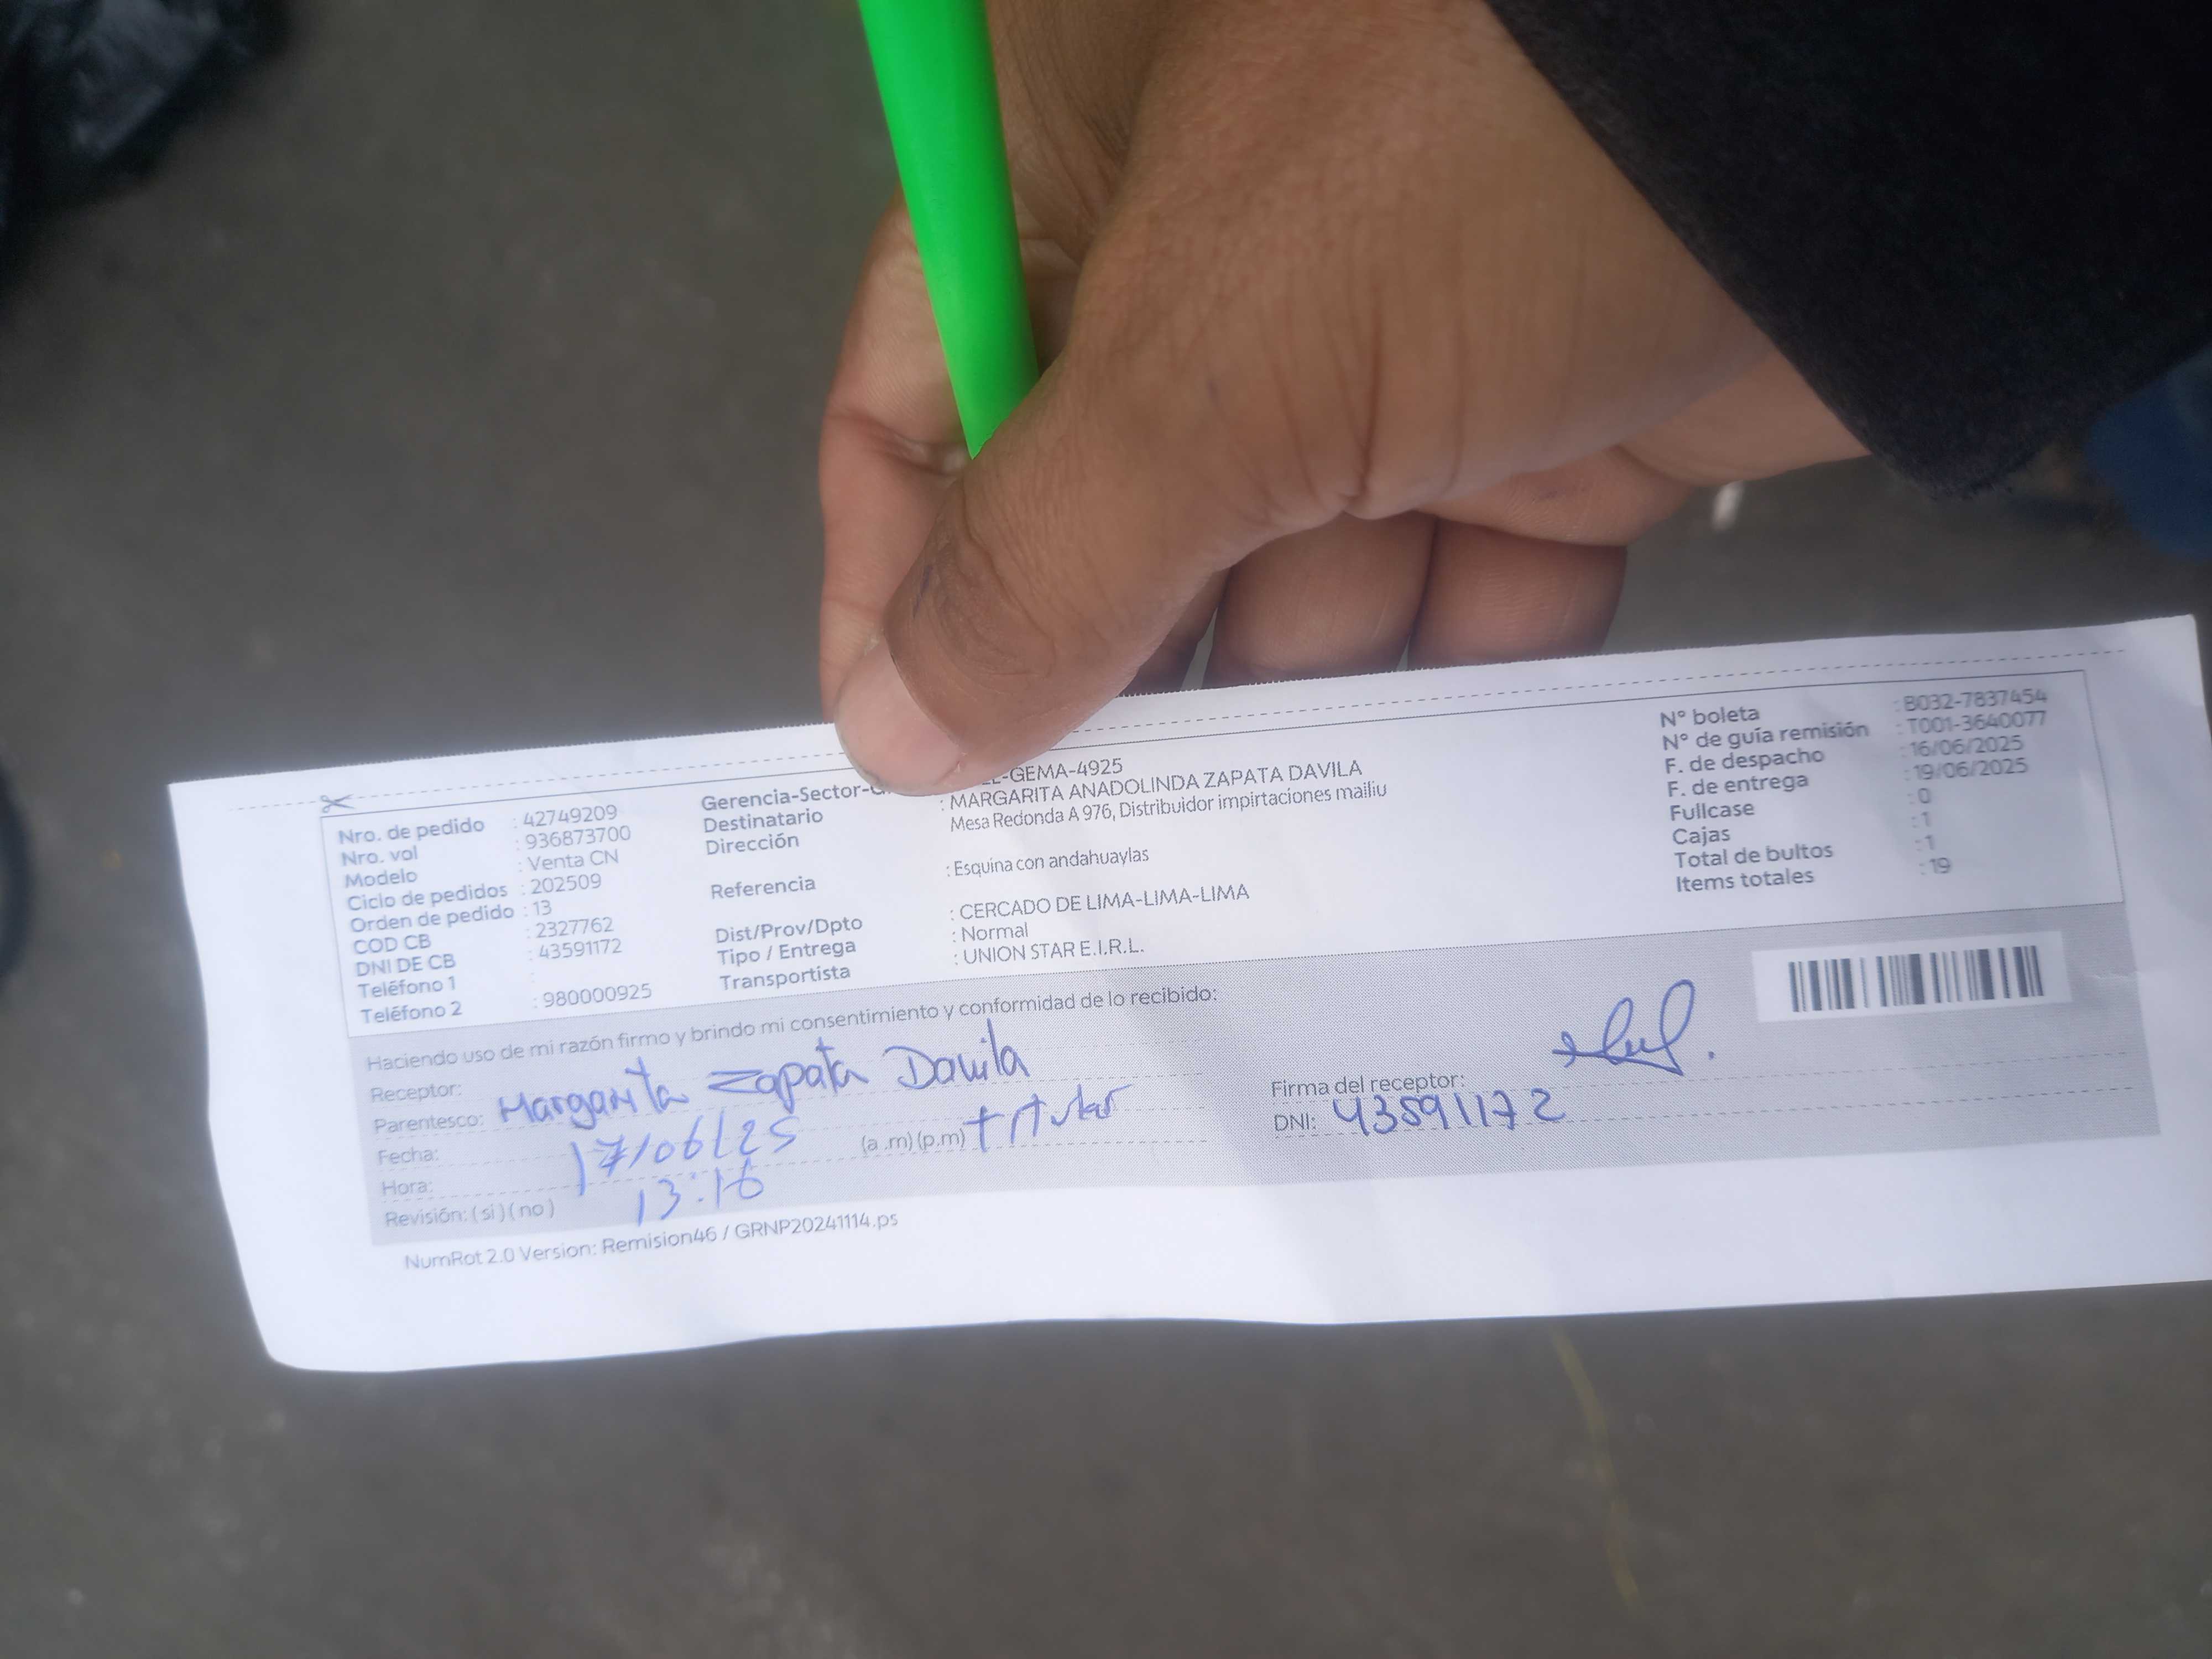 Nro. de pedido : 42749209
Nro. vol : 936873700
Modelo : Venta CN
Ciclo de pedidos : 202509
Orden de pedido : 13
COD CB : 2327762
DNI DE CB : 43591172
Teléfono 1 :
Teléfono 2 : 980000925
Gerencia-Sector- -GEMA-4925
Destinatario : MARGARITA ANADOLINDA ZAPATA DAVILA
Dirección Mesa Redonda A 976, Distribuidor impirtaciones mailiu
Referencia : Esquina con andahuaylas
Dist/Prov/Dpto : CERCADO DE LIMA-LIMA-LIMA
Tipo / Entrega : Normal
Transportista : UNION STAR E.I.R.L.
N° boleta : B032-7837454
N° de guía remisión : T001-3640077
F. de despacho : 16/06/2025
F. de entrega : 19/06/2025
Fullcase : 0
Cajas : 1
Total de bultos : 1
Items totales : 19
Haciendo uso de mi razón firmo y brindo mi consentimiento y conformidad de lo recibido:
Receptor: Margarita Zapata Davila
Parentesco:
Fecha: 17/06/25 (a .m) (p.m) titular
Hora: 13:16
Revisión: ( si ) ( no )
Firma del receptor:
DNI: 43591172
NumRot 2.0 Version: Remision46 / GRNP20241114.ps